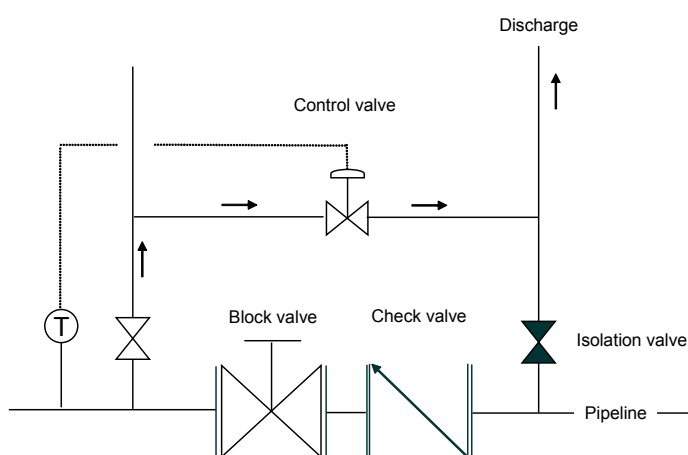 Discharge
Control valve
T
Block valve
Check valve
Isolation valve
Pipeline